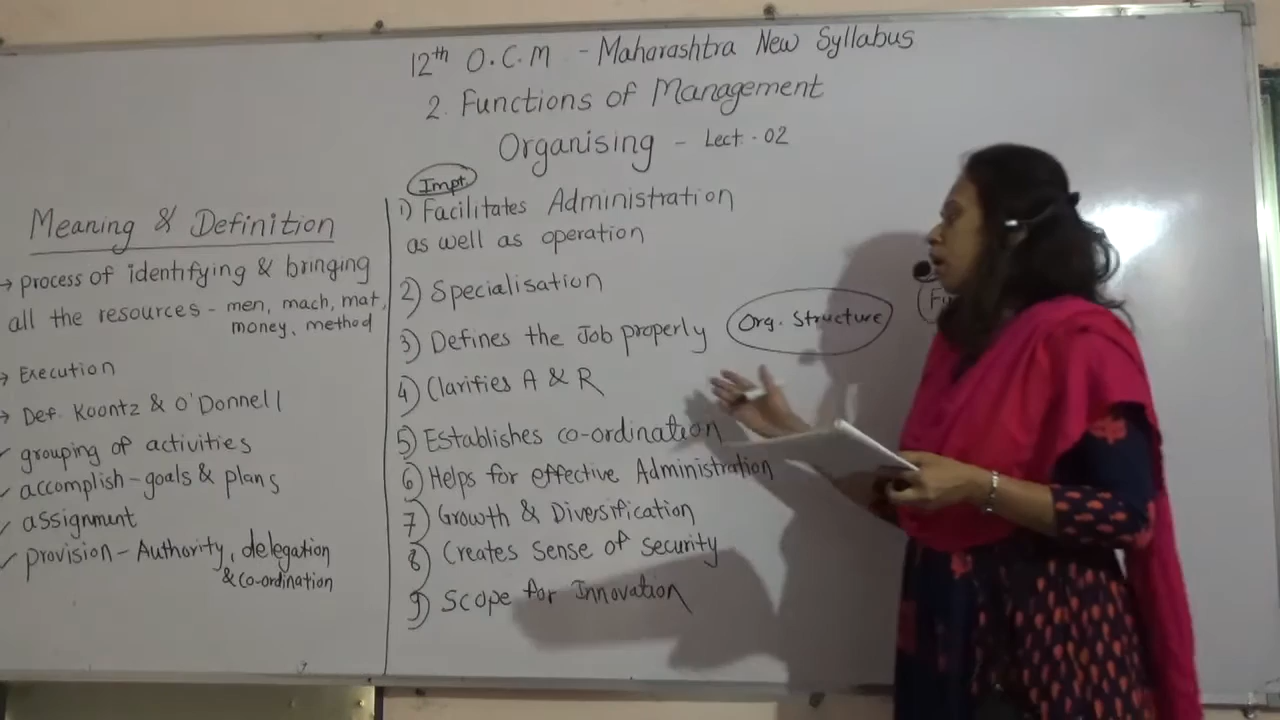 12th O.C.M - Maharashtra New Syllabus
2. Functions of Management
Organising - Lect. 02
Meaning & Definition
→ process of identifying & bringing
all the resources - men, mach, mat,
money, method
→ Execution
→ Def. Koontz & O'Donnell
✓ grouping of activities
✓ accomplish - goals & plans
✓ assignment
✓ provision - Authority, delegation
& co-ordination
Impt.
1) Facilitates Administration
as well as operation
2) Specialisation
3) Defines the Job properly
4) Clarifies A & R
5) Establishes co-ordination
6) Helps for effective Administration
7) Growth & Diversification
8) Creates sense of security
9) Scope for Innovation
Org. Structure